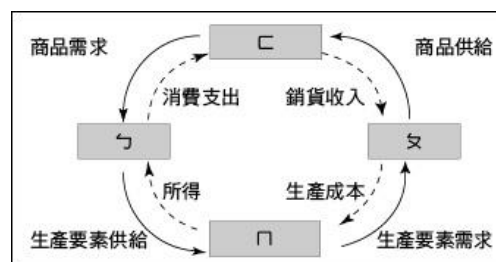 ㄈ
商品需求
商品供給
消費支出
銷貨收入
ㄅ
ㄆ
所得
生產成本
生產要素供給
ㄇ
生產要素需求